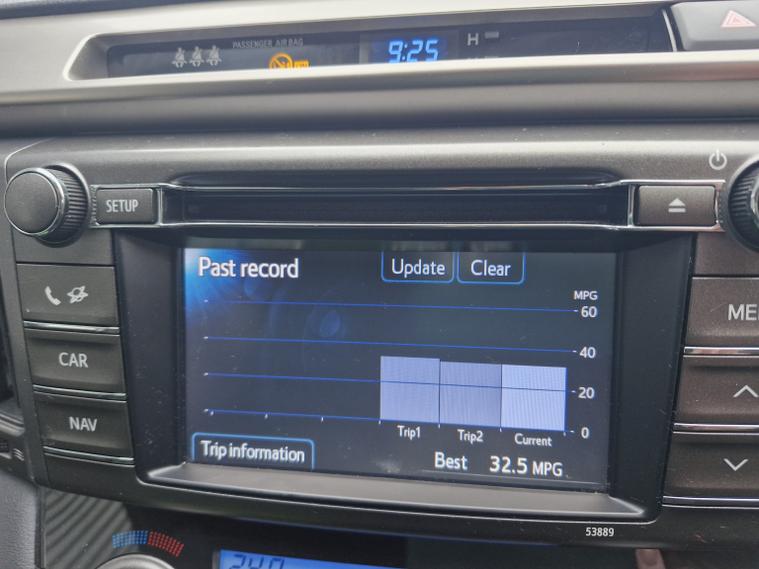 PASSENGER AIR BAG
9:25
H
SETUP
Past record
Update
Clear
MPG
60
40
20
0
CAR
NAV
Trip1
Trip2
Current
Trip information
Best 32.5 MPG
53889